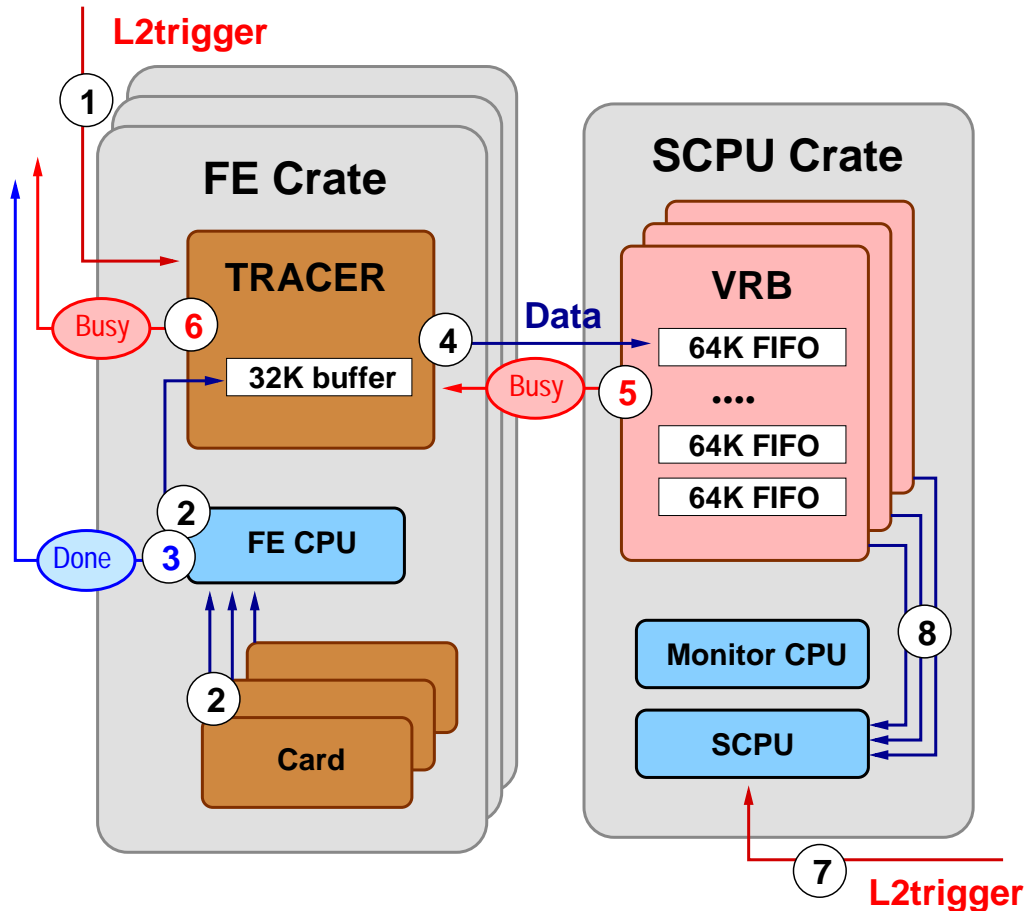 L2trigger
1
FE Crate
TRACER
Busy
6
4
32K buffer
2
FE CPU
Done
3
2
Card
SCPU Crate
VRB
Data
64K FIFO
Busy
5
....
64K FIFO
64K FIFO
8
Monitor CPU
SCPU
7
L2trigger